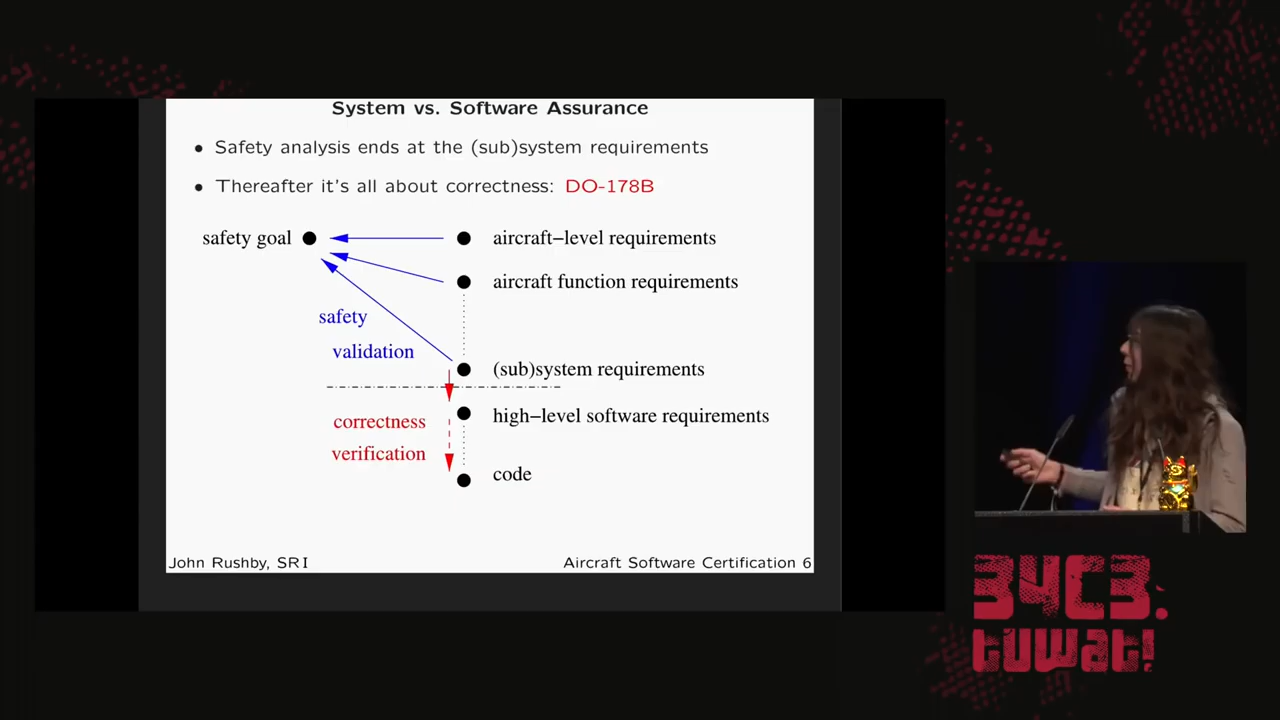 System vs. Software Assurance
• Safety analysis ends at the (sub)system requirements
• Thereafter it's all about correctness: DO-178B
safety goal
aircraft−level requirements
aircraft function requirements
safety
validation
(sub)system requirements
high−level software requirements
correctness
verification
code
John Rushby, SRI
Aircraft Software Certification 6
34C3.
tuwat!